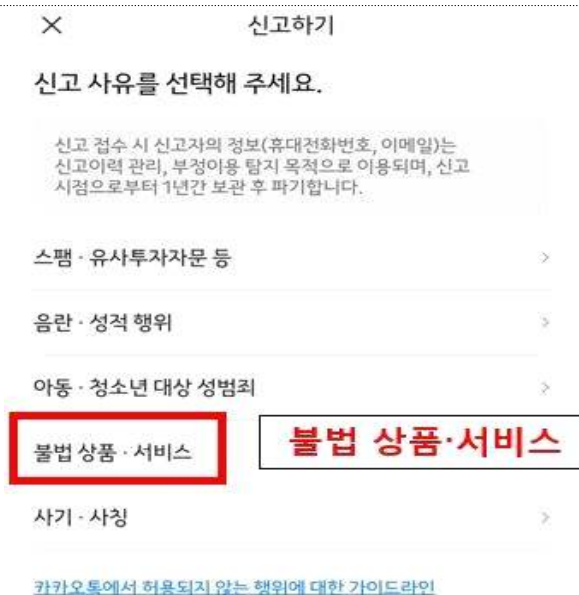 신고하기
신고 사유를 선택해 주세요.
신고 접수 시 신고자의 정보(휴대전화번호, 이메일)는
신고이력 관리, 부정이용 탐지 목적으로 이용되며, 신고
시점으로부터 1년간 보관 후 파기합니다.
스팸 · 유사투자자문 등
음란 · 성적 행위
아동 · 청소년 대상 성범죄
불법 상품 · 서비스
불법 상품·서비스
사기 · 사칭
카카오톡에서 허용되지 않는 행위에 대한 가이드라인